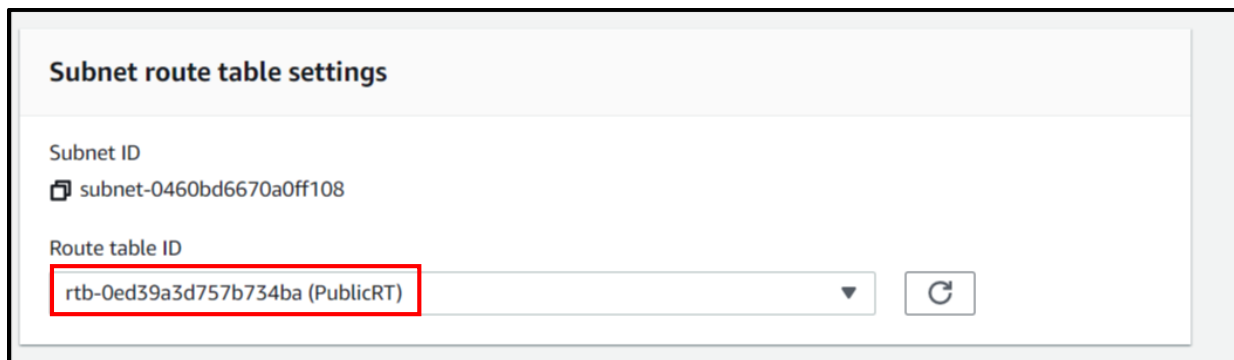 Subnet route table settings
Subnet ID
subnet-0460bd6670a0ff108
Route table ID
rtb-0ed39a3d757b734ba (PublicRT)